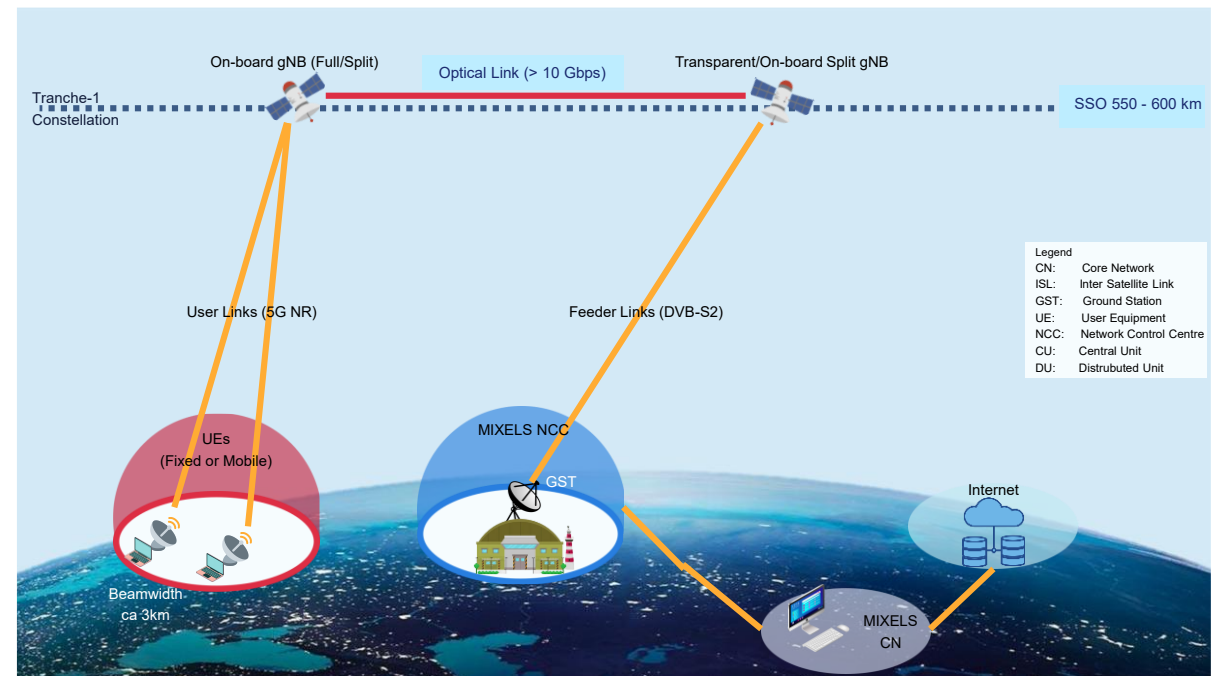 On-board gNB (Full/Split)
Optical Link (> 10 Gbps)
Transparent/On-board Split gNB
Tranche-1
Constellation
SSO 550 - 600 km
Legend
CN: Core Network
ISL: Inter Satellite Link
GST: Ground Station
UE: User Equipment
NCC: Network Control Centre
CU: Central Unit
DU: Distrubuted Unit
User Links (5G NR)
Feeder Links (DVB-S2)
UEs
(Fixed or Mobile)
MIXELS NCC
GST
Internet
Beamwidth
ca 3km
MIXELS
CN